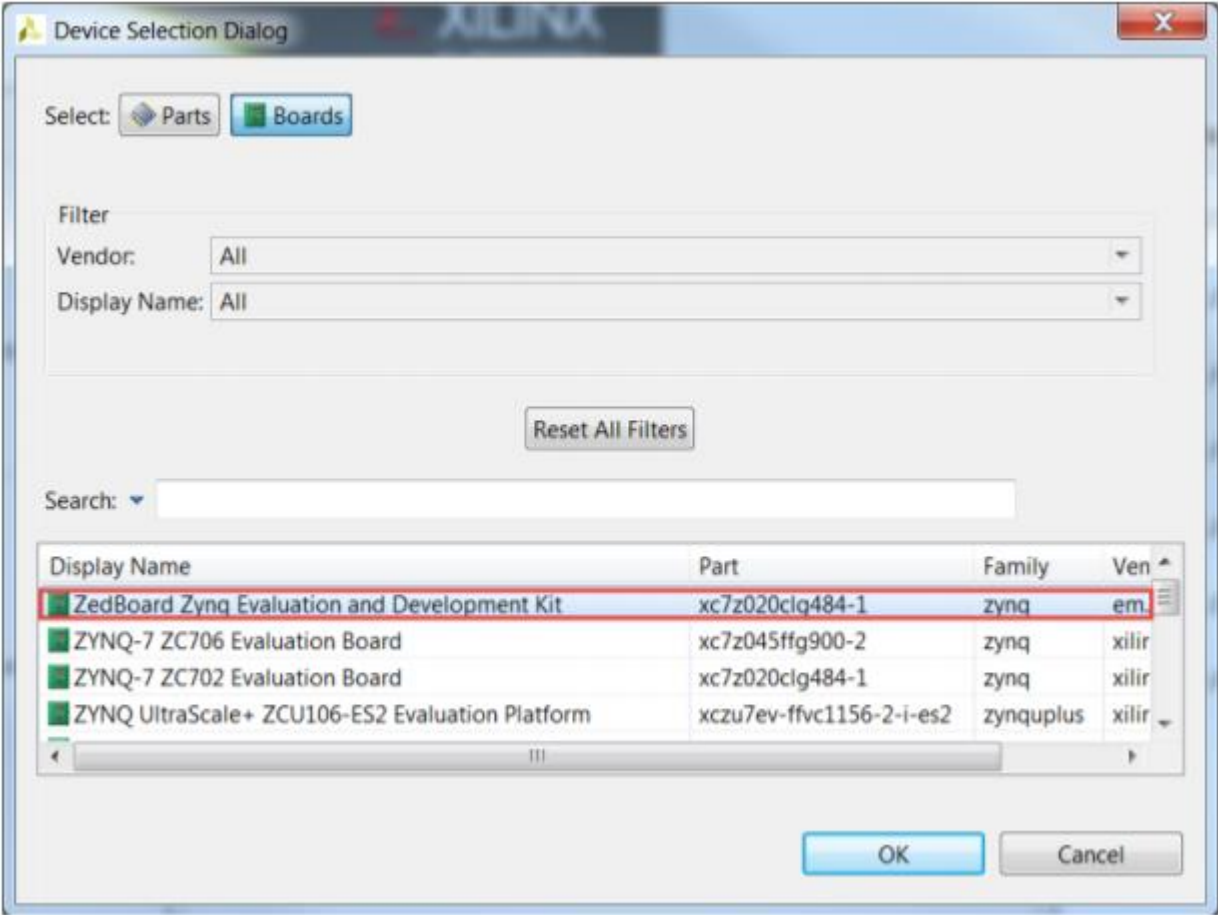 XILINX
Device Selection Dialog
Select: Parts Boards
Filter
Vendor: All
Display Name: All
Reset All Filters
Search:
Display Name Part Family Ven
ZedBoard Zynq Evaluation and Development Kit xc7z020clg484-1 zynq em.
ZYNQ-7 ZC706 Evaluation Board xc7z045ffg900-2 zynq xilir
ZYNQ-7 ZC702 Evaluation Board xc7z020clg484-1 zynq xilir
ZYNQ UltraScale+ ZCU106-ES2 Evaluation Platform xczu7ev-ffvc1156-2-i-es2 zynquplus xilir
OK Cancel